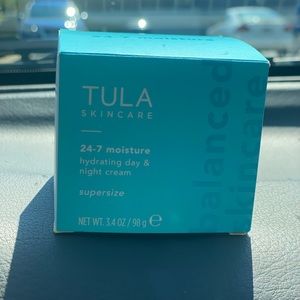 TULA
SKINCARE
24-7 moisture
hydrating day &
night cream
supersize
NET WT. 3.4 OZ / 98 g ℮
balanced
skincare